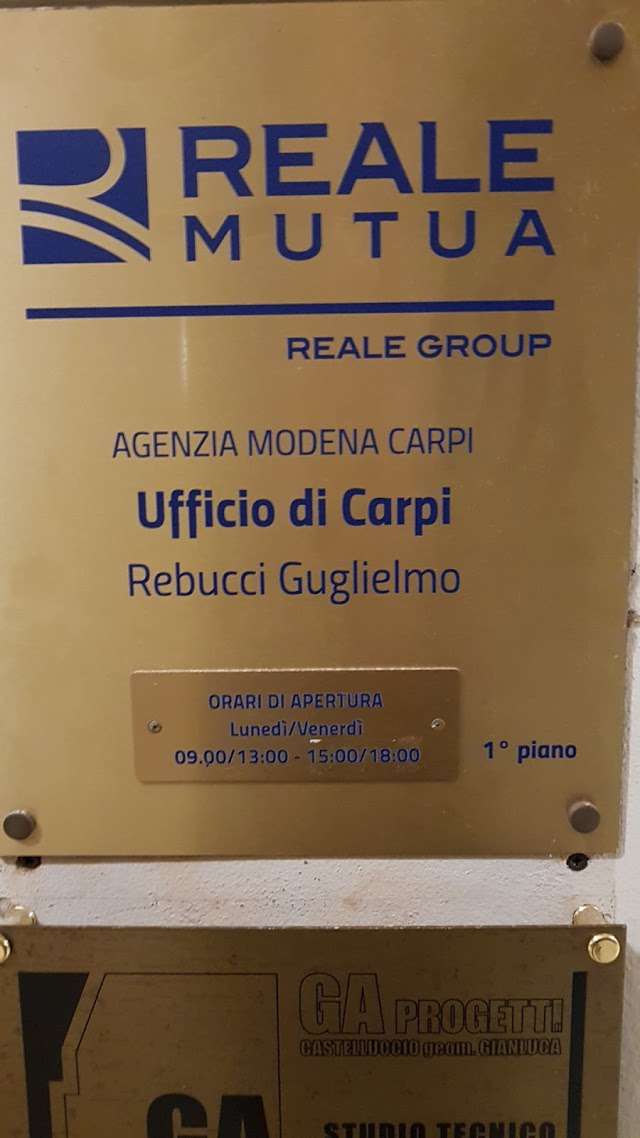 REALE
MUTUA
REALE GROUP
AGENZIA MODENA CARPI
Ufficio di Carpi
Rebucci Guglielmo
ORARI DI APERTURA
Lunedì/Venerdì
09.00/13:00 - 15:00/18:00
1° piano
GA PROGETTI
CASTELLUCCIO geom. GIANLUCA
GA
STUDIO TECNICO